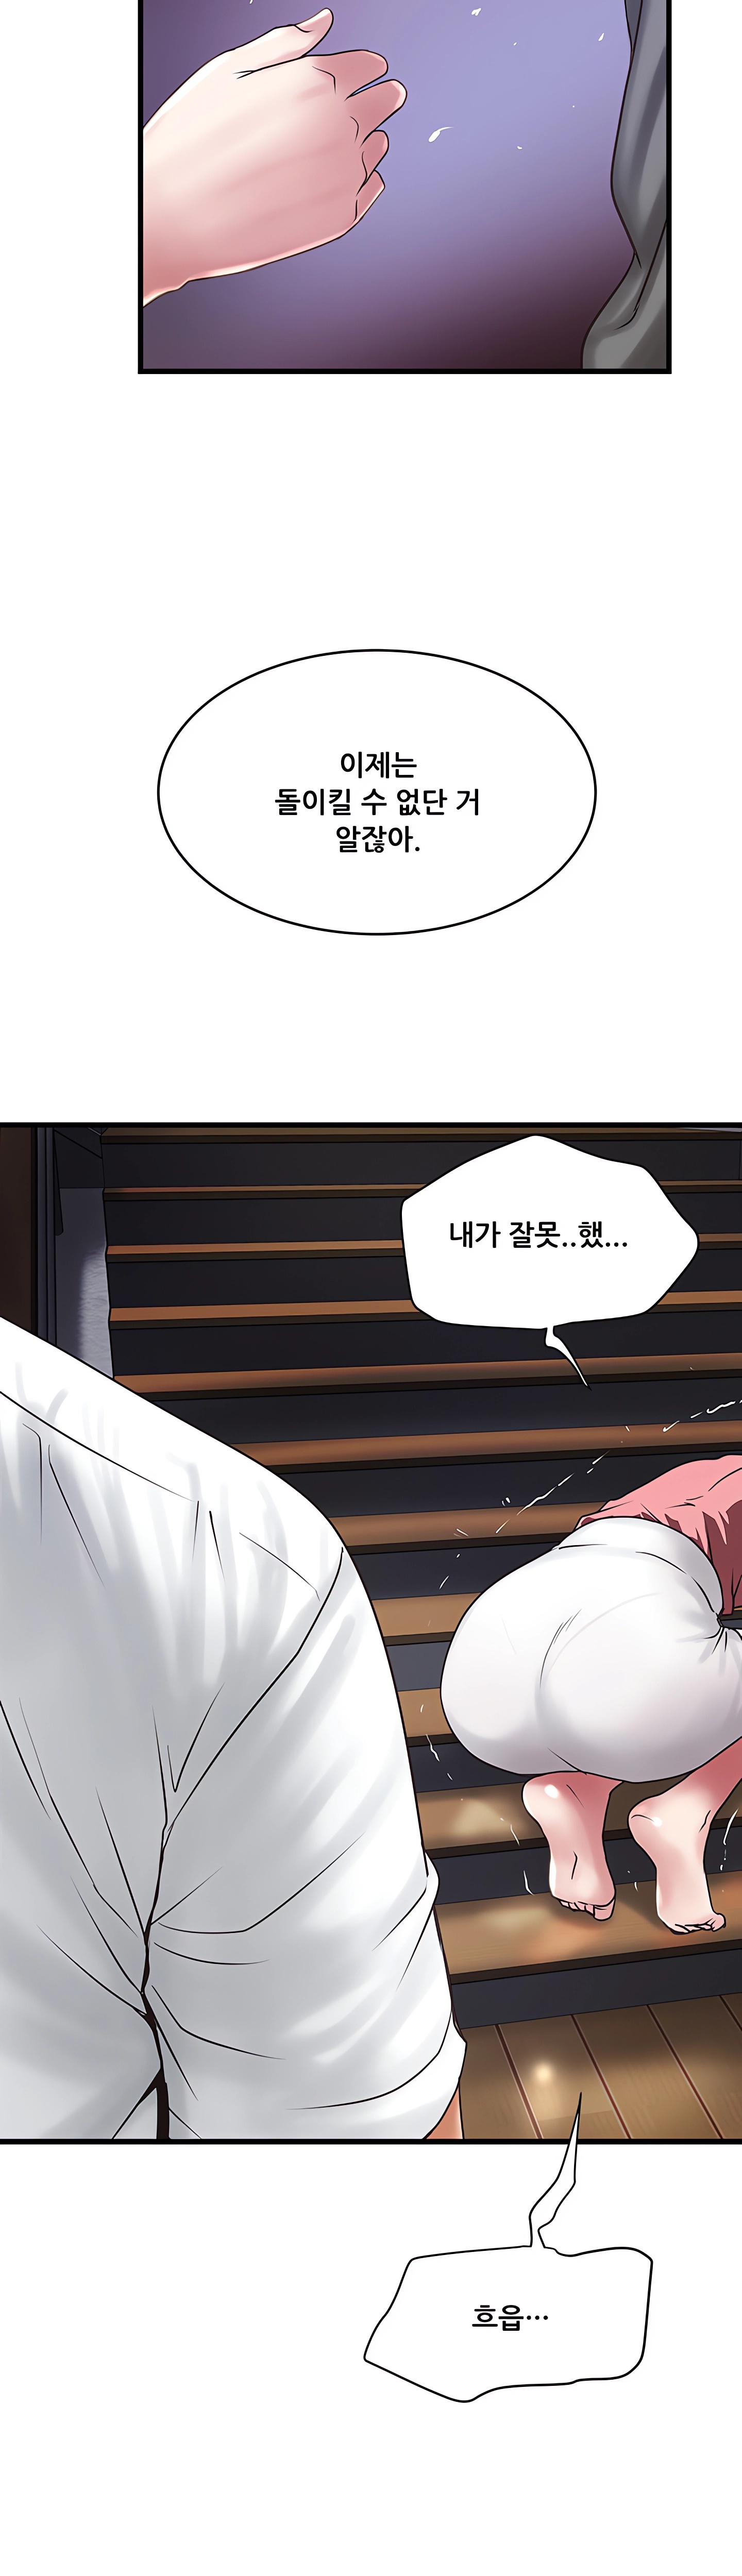 이제는
돌이킬 수 없단 거
알잖아.
내가 잘못..했...
흐읍...